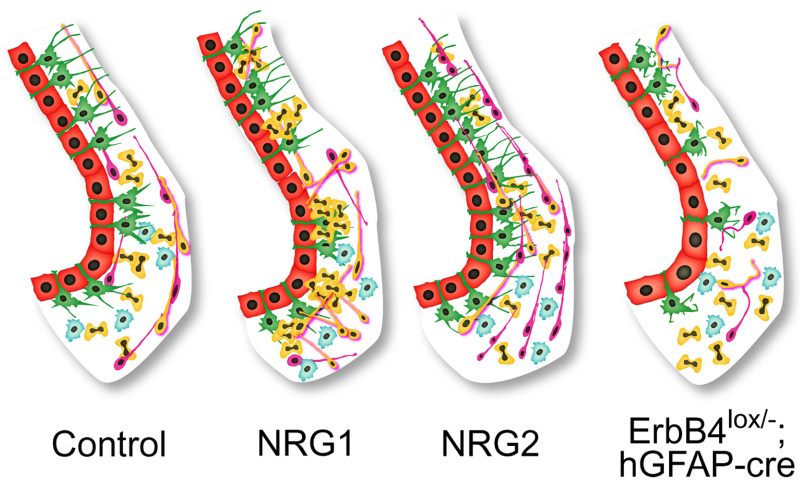 Control
NRG1
NRG2
ErbB4lox/-;
hGFAP-cre